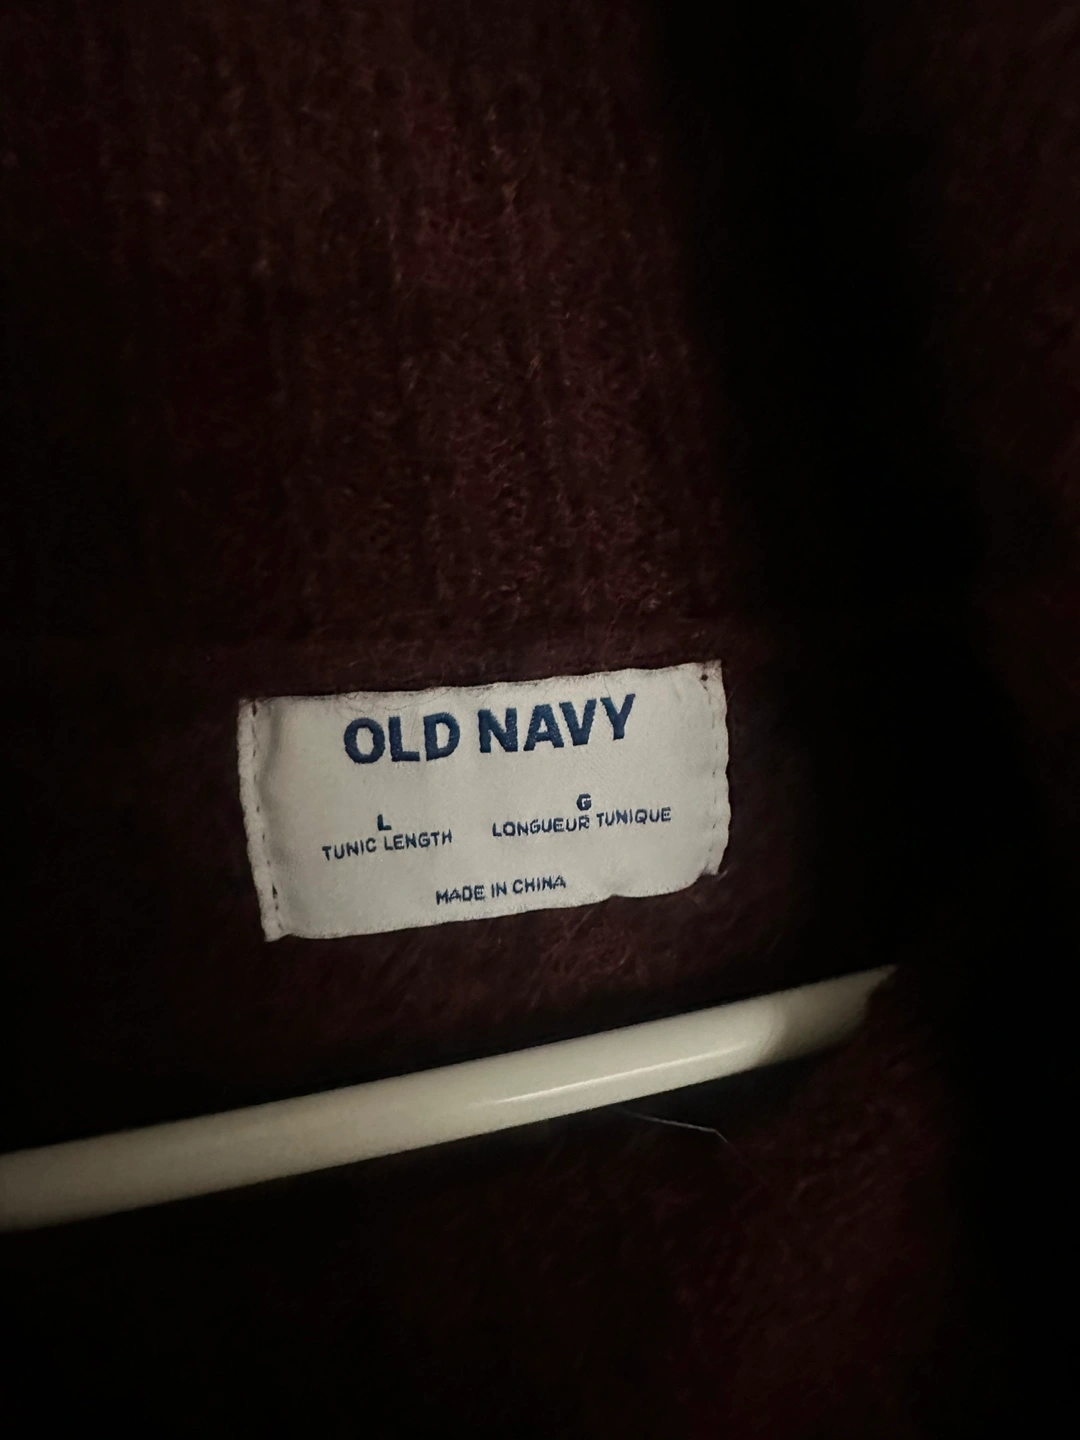 OLD NAVY
L
TUNIC LENGTH
G
LONGUEUR TUNIQUE
MADE IN CHINA